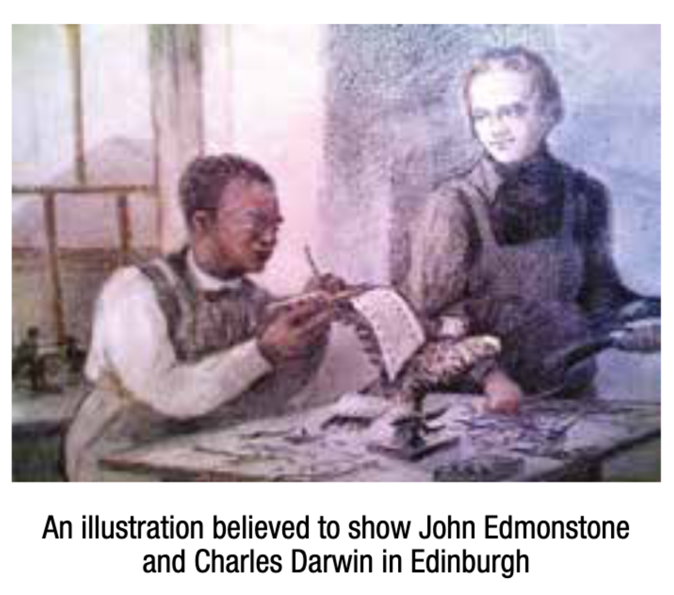 An illustration believed to show John Edmonstone
and Charles Darwin in Edinburgh